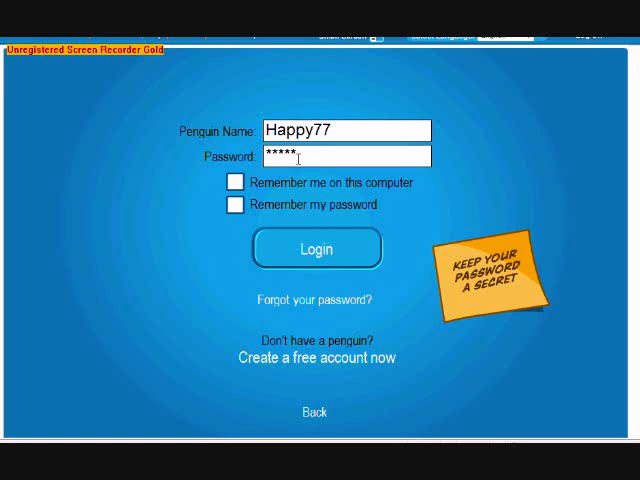 Unregistered Screen Recorder Gold
Penguin Name: Happy77
Password: *****
Remember me on this computer
Remember my password
Login
KEEP YOUR
PASSWORD
A SECRET
Forgot your password?
Don't have a penguin?
Create a free account now
Back